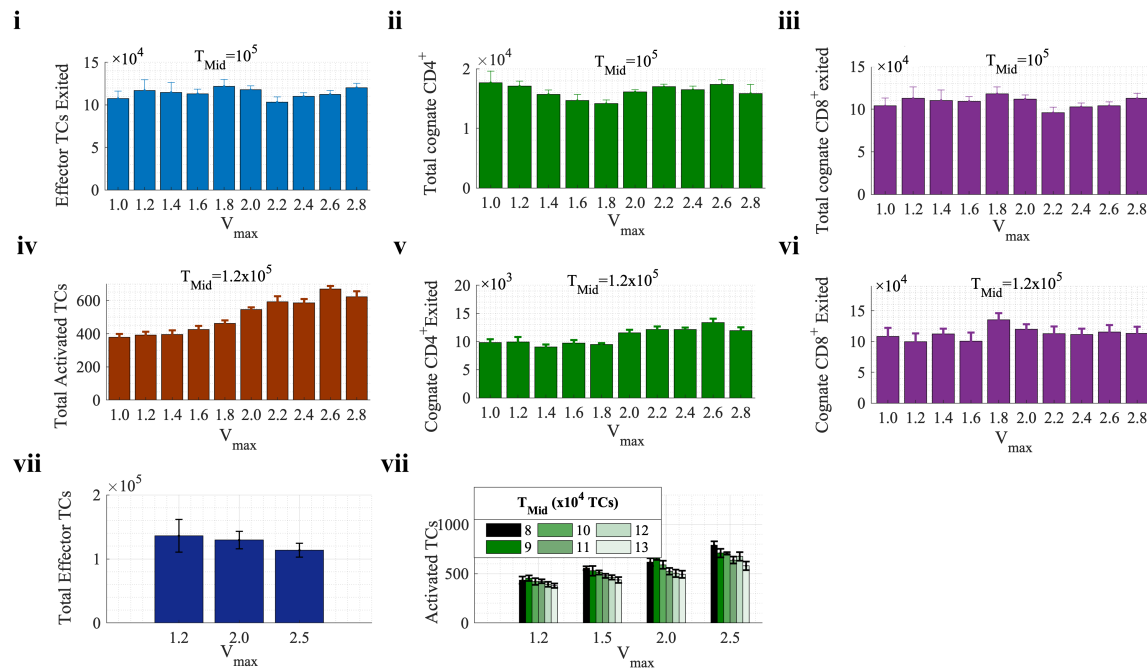 i
×10⁴
T_Mid=10⁵
Effector TCs Exited
15
10
5
0
1.0 1.2 1.4 1.6 1.8 2.0 2.2 2.4 2.6 2.8
V_max
ii
×10⁴
T_Mid=10⁵
Total cognate CD4⁺
2
1
0
1.0 1.2 1.4 1.6 1.8 2.0 2.2 2.4 2.6 2.8
V_max
iii
×10⁴
T_Mid=10⁵
Total cognate CD8⁺exited
15
10
5
0
1.0 1.2 1.4 1.6 1.8 2.0 2.2 2.4 2.6 2.8
V_max
iv
T_Mid=1.2x10⁵
Total Activated TCs
600
400
200
0
1.0 1.2 1.4 1.6 1.8 2.0 2.2 2.4 2.6 2.8
V_max
v
×10³
T_Mid=1.2x10⁵
Cognate CD4⁺Exited
20
15
10
5
0
1.0 1.2 1.4 1.6 1.8 2.0 2.2 2.4 2.6 2.8
V_max
vi
×10⁴
T_Mid=1.2x10⁵
Cognate CD8⁺ Exited
20
15
10
5
0
1.0 1.2 1.4 1.6 1.8 2.0 2.2 2.4 2.6 2.8
V_max
vii
×10⁵
Total Effector TCs
2
1
0
1.2 2.0 2.5
V_max
vii
T_Mid (x10⁴ TCs)
8 10 12
9 11 13
Activated TCs
1000
500
0
1.2 1.5 2.0 2.5
V_max